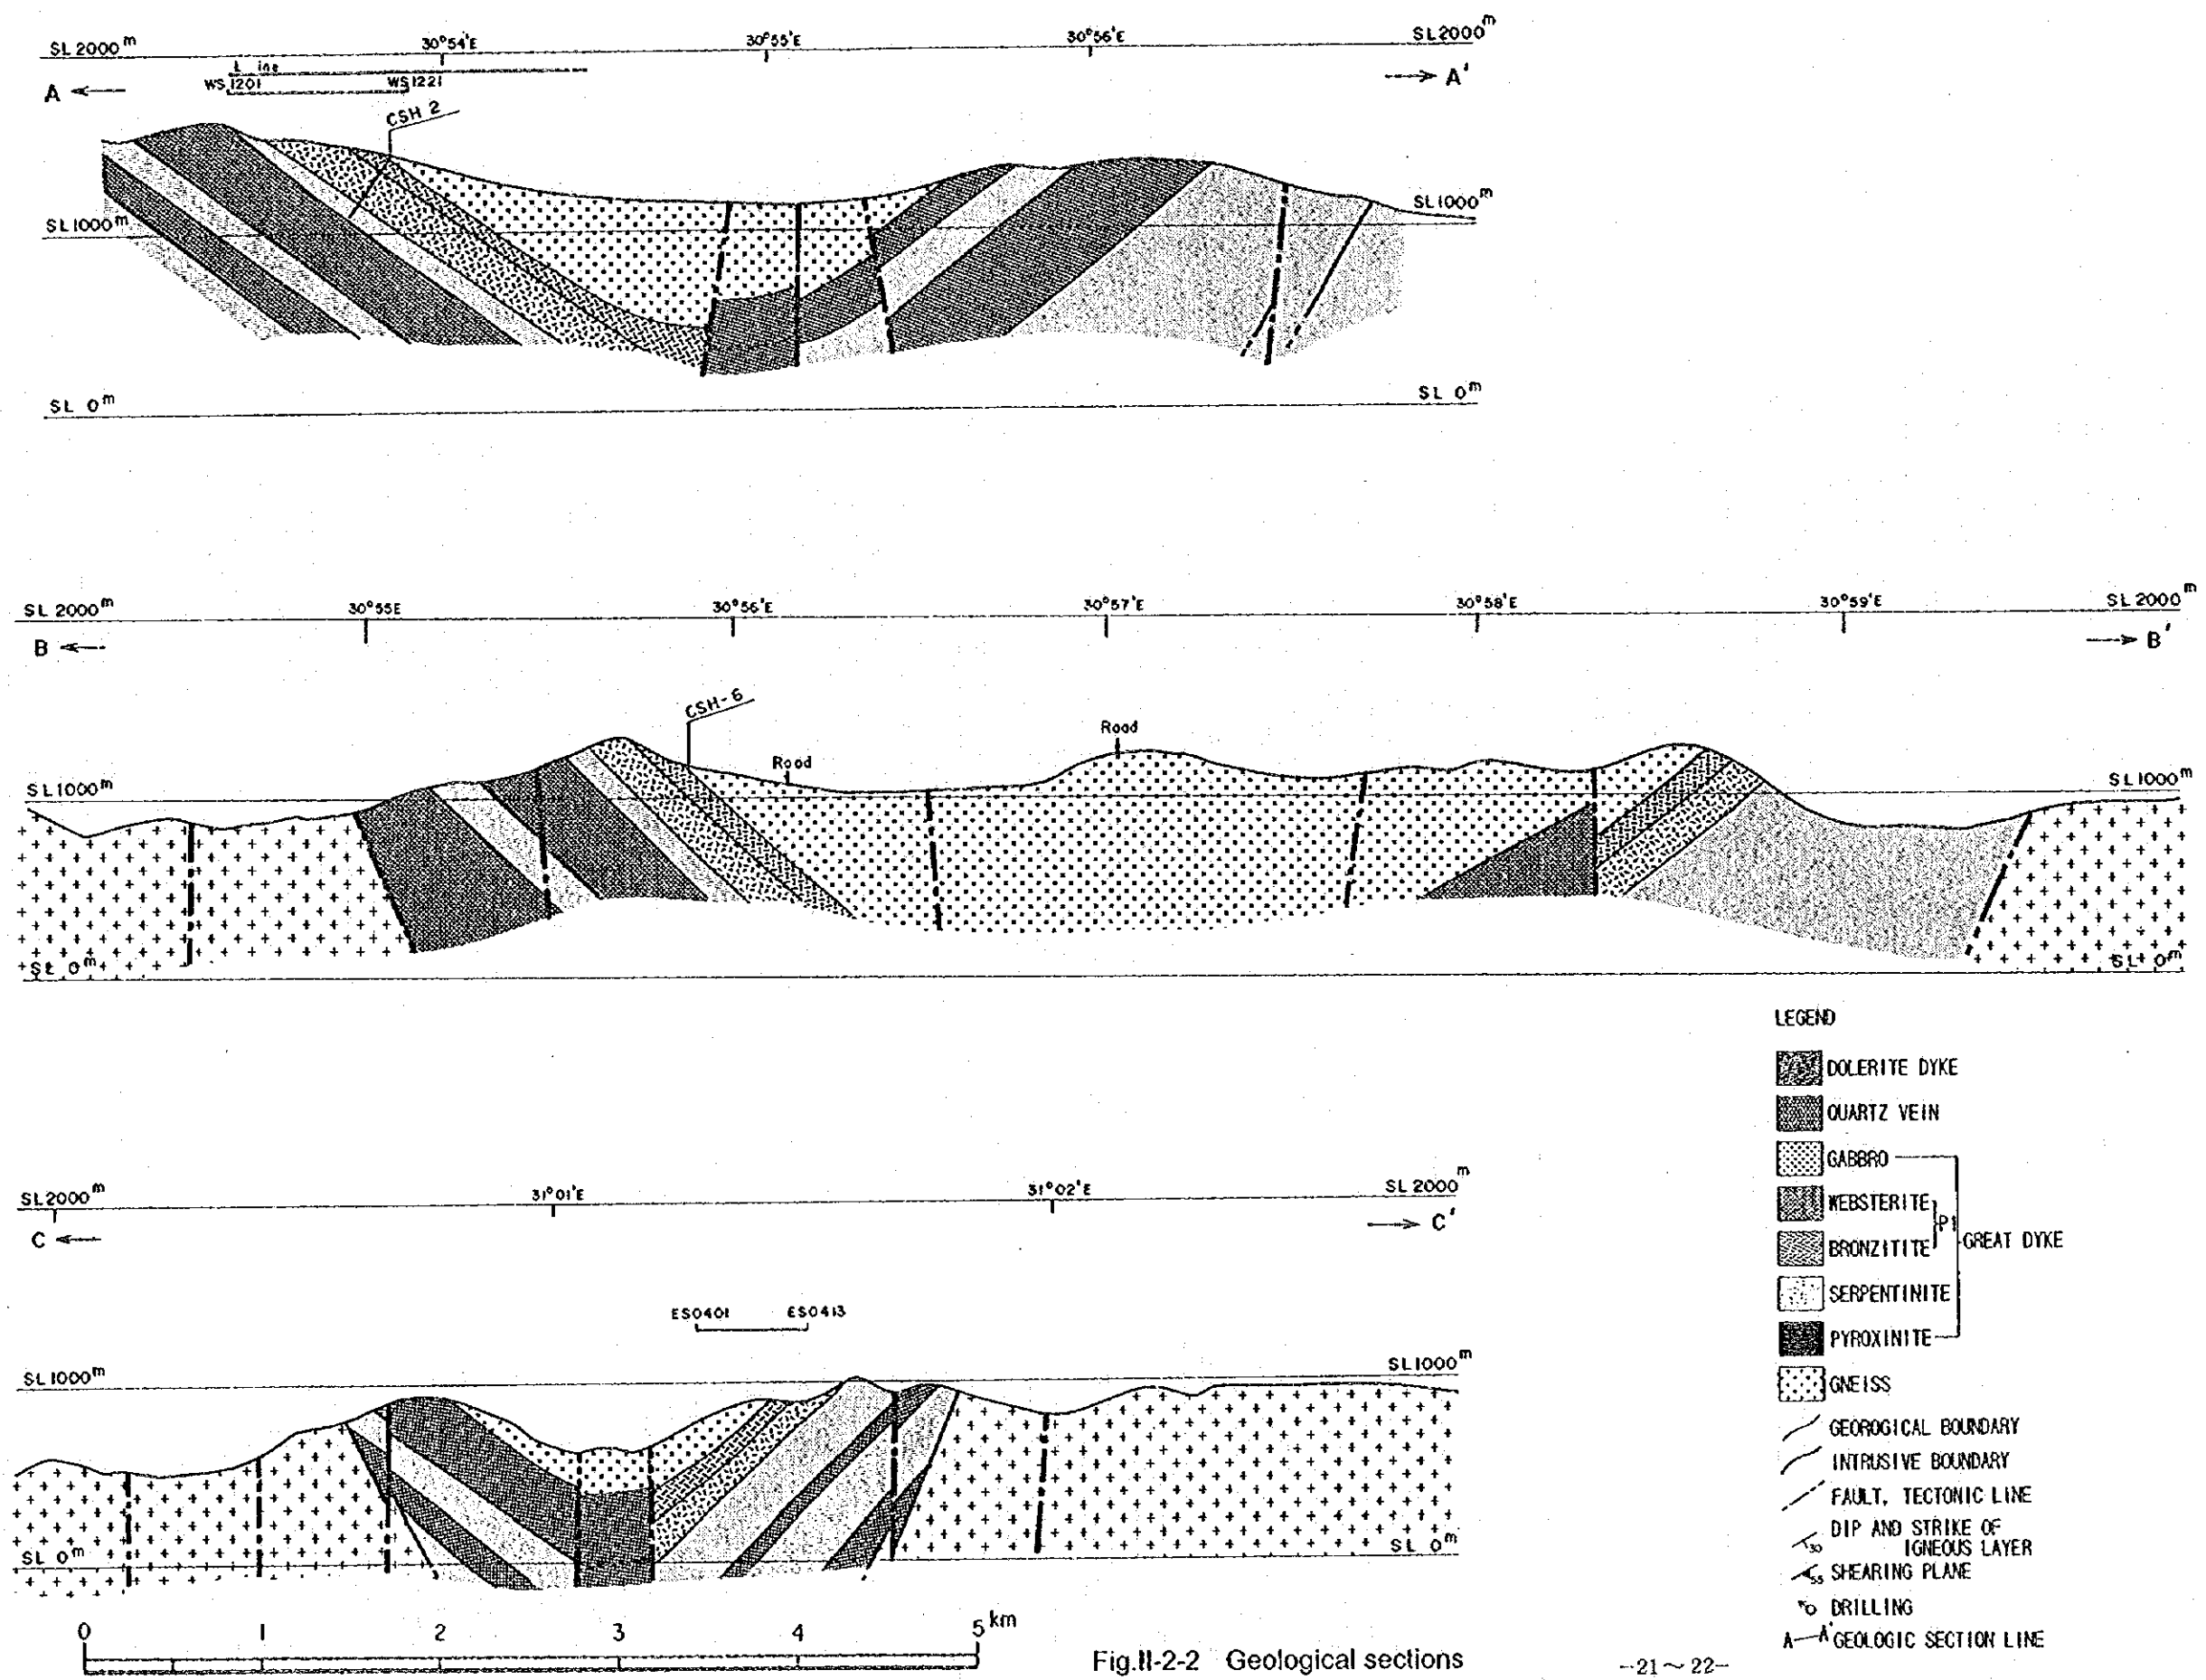 SL 2000m 30°54'E 30°55'E 30°56'E SL2000m
L ine
WS1201 WS1221
A A'
CSH 2
SL1000m SL1000m
SL 0m SL 0m
SL 2000m 30°55E 30°56'E 30°57'E 30°58'E 30°59'E SL 2000m
B B'
CSH-6
Road Road
SL1000m SL1000m
SL 0m SL 0m
LEGEND
DOLERITE DYKE
QUARTZ VEIN
GABBRO
WEBSTERITE
P1
BRONZITITE
GREAT DYKE
SERPENTINITE
PYROXINITE
GNEISS
GEOROGICAL BOUNDARY
INTRUSIVE BOUNDARY
FAULT, TECTONIC LINE
30 DIP AND STRIKE OF
IGNEOUS LAYER
55 SHEARING PLANE
DRILLING
A A' GEOLOGIC SECTION LINE
SL2000m 31°01'E 31°02'E SL 2000m
C C'
ES0401 ES0413
SL1000m SL1000m
SL 0m SL 0m
0 1 2 3 4 5 km
Fig.II-2-2 Geological sections
-21~22-